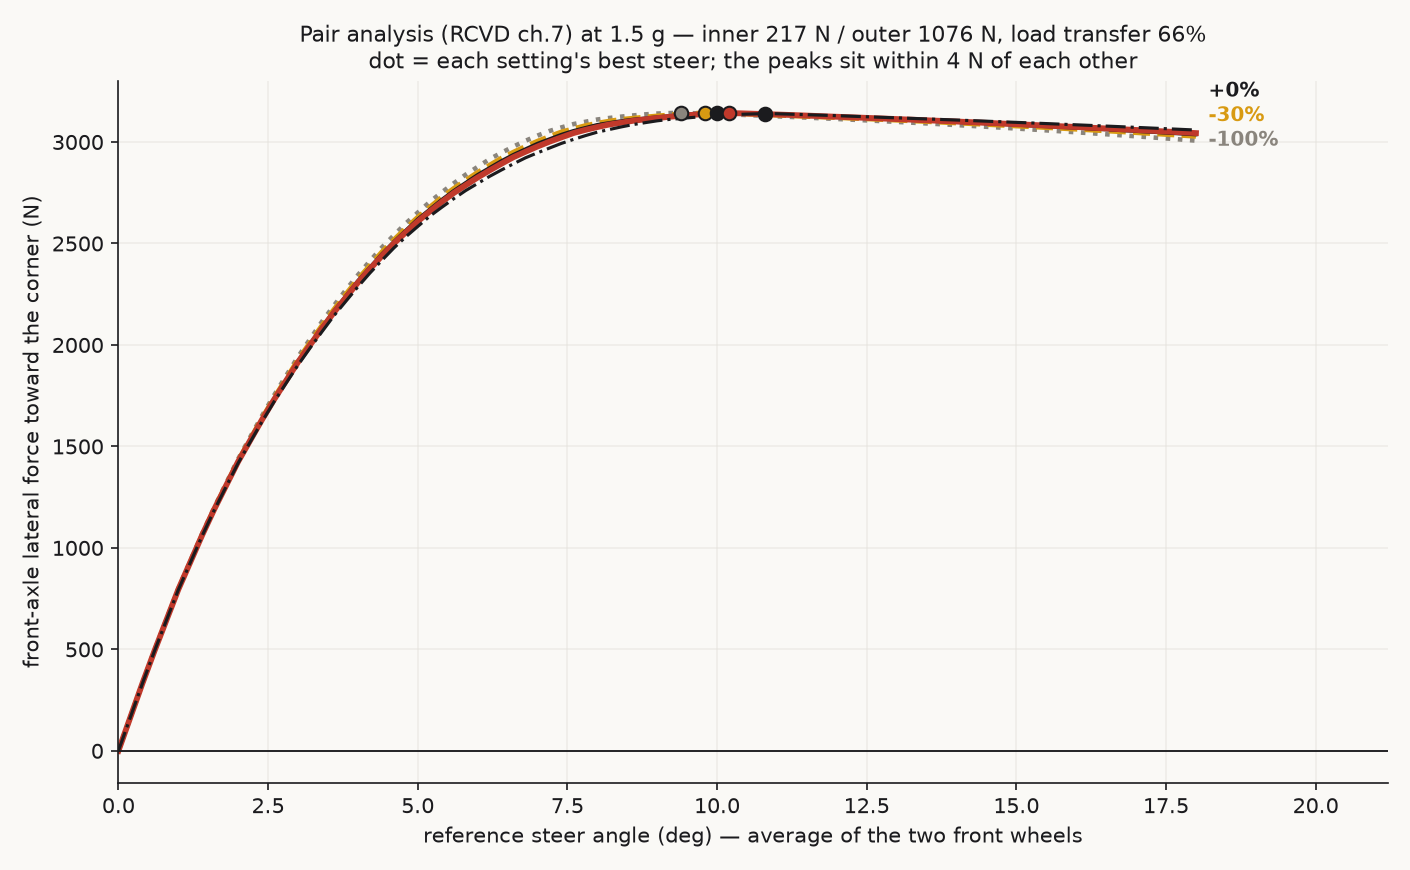 Pair analysis (RCVD ch.7) at 1.5 g — inner 217 N / outer 1076 N, load transfer 66%
dot = each setting's best steer; the peaks sit within 4 N of each other
+0%
-30%
-100%
front-axle lateral force toward the corner (N)
3000
2500
2000
1500
1000
500
0
0.0 2.5 5.0 7.5 10.0 12.5 15.0 17.5 20.0
reference steer angle (deg) — average of the two front wheels